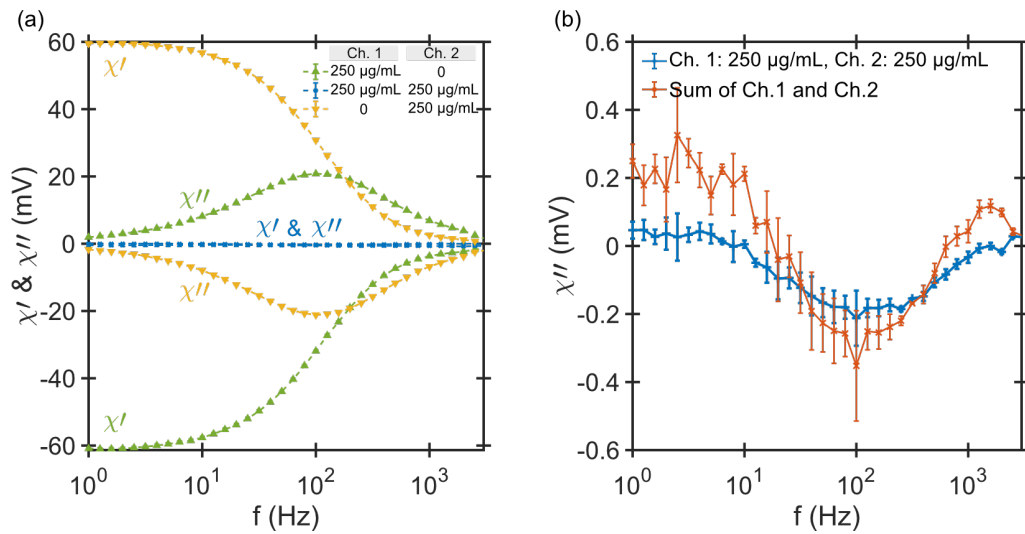 (a)
60
40
20
0
-20
-40
-60
χ′ & χ″ (mV)
10⁰
10¹
10²
10³
f (Hz)
Ch. 1 Ch. 2
250 µg/mL 0
250 µg/mL 250 µg/mL
0 250 µg/mL
χ′
χ″
χ′ & χ″
χ″
χ′
(b)
0.6
0.4
0.2
0
-0.2
-0.4
-0.6
χ″ (mV)
10⁰
10¹
10²
10³
f (Hz)
Ch. 1: 250 µg/mL, Ch. 2: 250 µg/mL
Sum of Ch.1 and Ch.2